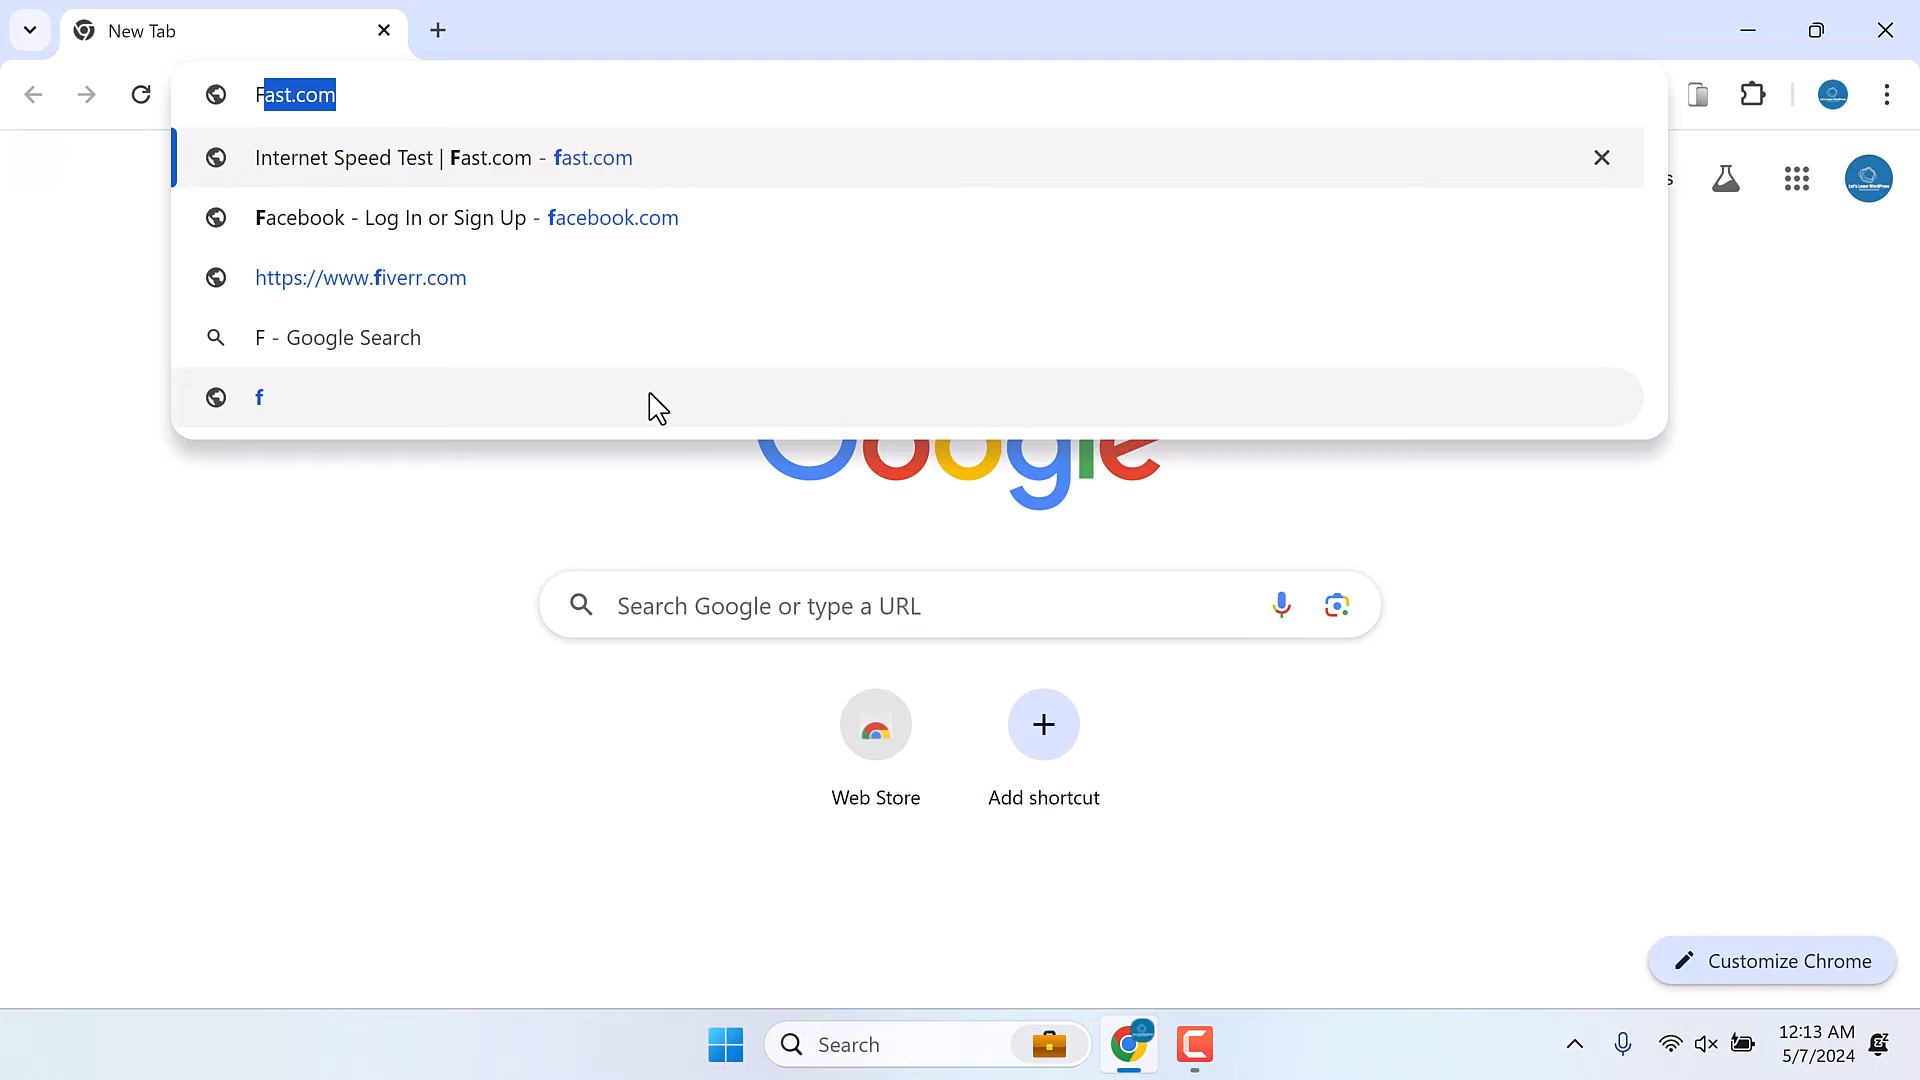 New Tab
Fast.com
Internet Speed Test | Fast.com - fast.com
Facebook - Log In or Sign Up - facebook.com
https://www.fiverr.com
F - Google Search
f
s
Google
Search Google or type a URL
Web Store
Add shortcut
Customize Chrome
Search
12:13 AM
5/7/2024